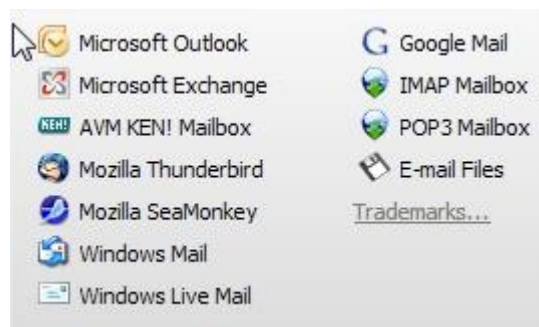 Microsoft Outlook
Microsoft Exchange
KEN! AVM KEN! Mailbox
Mozilla Thunderbird
Mozilla SeaMonkey
Windows Mail
Windows Live Mail
G Google Mail
IMAP Mailbox
POP3 Mailbox
E-mail Files
Trademarks...